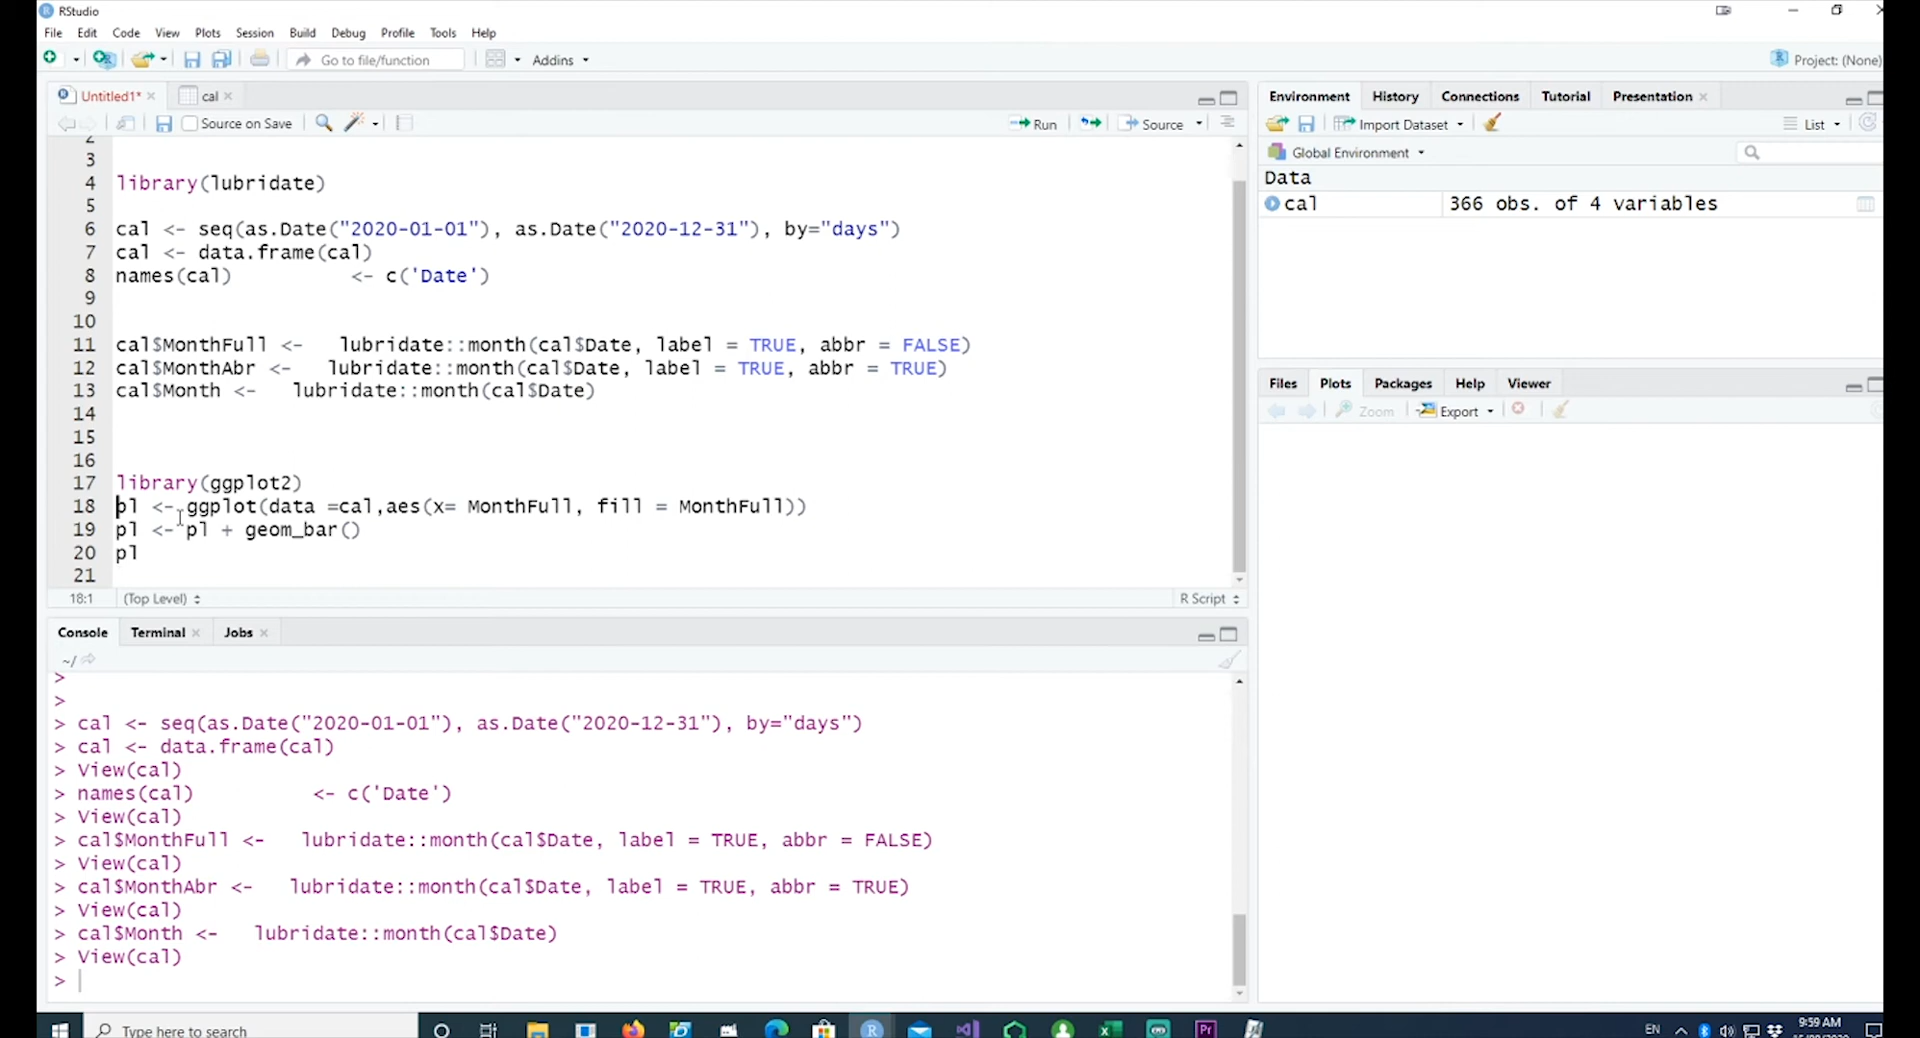 RStudio
File Edit Code View Plots Session Build Debug Profile Tools Help
Go to file/function Addins Project: (None)
Untitled1* cal
Source on Save Run Source
2
3
4 library(lubridate)
5
6 cal <- seq(as.Date("2020-01-01"), as.Date("2020-12-31"), by="days")
7 cal <- data.frame(cal)
8 names(cal) <- c('Date')
9
10
11 cal$MonthFull <- lubridate::month(cal$Date, label = TRUE, abbr = FALSE)
12 cal$MonthAbr <- lubridate::month(cal$Date, label = TRUE, abbr = TRUE)
13 cal$Month <- lubridate::month(cal$Date)
14
15
16
17 library(ggplot2)
18 pl <- ggplot(data =cal,aes(x= MonthFull, fill = MonthFull))
19 pl <- pl + geom_bar()
20 pl
21
18:1 (Top Level) R Script
Console Terminal Jobs
~/
>
>
> cal <- seq(as.Date("2020-01-01"), as.Date("2020-12-31"), by="days")
> cal <- data.frame(cal)
> View(cal)
> names(cal) <- c('Date')
> View(cal)
> cal$MonthFull <- lubridate::month(cal$Date, label = TRUE, abbr = FALSE)
> View(cal)
> cal$MonthAbr <- lubridate::month(cal$Date, label = TRUE, abbr = TRUE)
> View(cal)
> cal$Month <- lubridate::month(cal$Date)
> View(cal)
>
Environment History Connections Tutorial Presentation
Import Dataset List
Global Environment
Data
cal 366 obs. of 4 variables
Files Plots Packages Help Viewer
Zoom Export
Type here to search
EN 9:59 AM